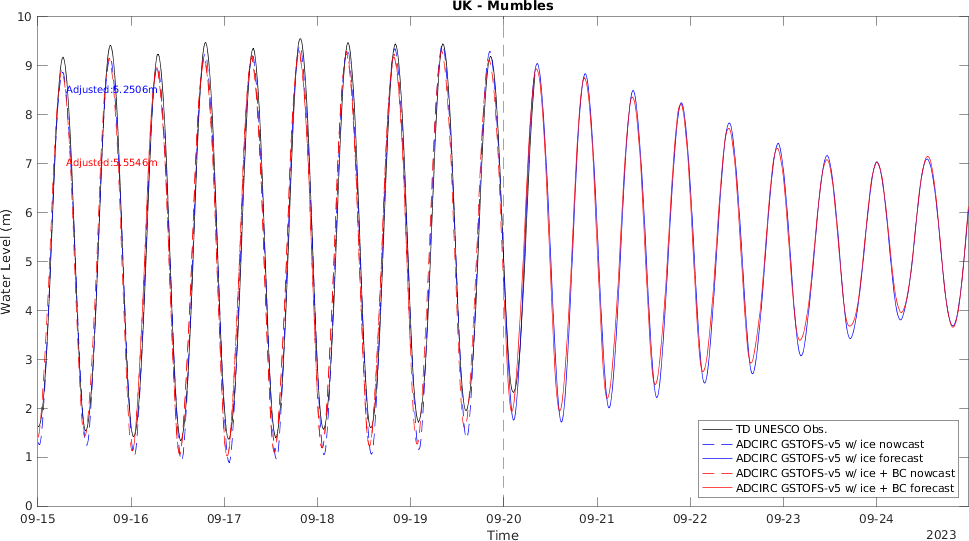 UK - Mumbles
10
9
8
7
6
5
4
3
2
1
0
Water Level (m)
Adjusted:5.2506m
Adjusted:5.5546m
TD UNESCO Obs.
ADCIRC GSTOFS-v5 w/ ice nowcast
ADCIRC GSTOFS-v5 w/ ice forecast
ADCIRC GSTOFS-v5 w/ ice + BC nowcast
ADCIRC GSTOFS-v5 w/ ice + BC forecast
09-15 09-16 09-17 09-18 09-19 09-20 09-21 09-22 09-23 09-24
Time
2023